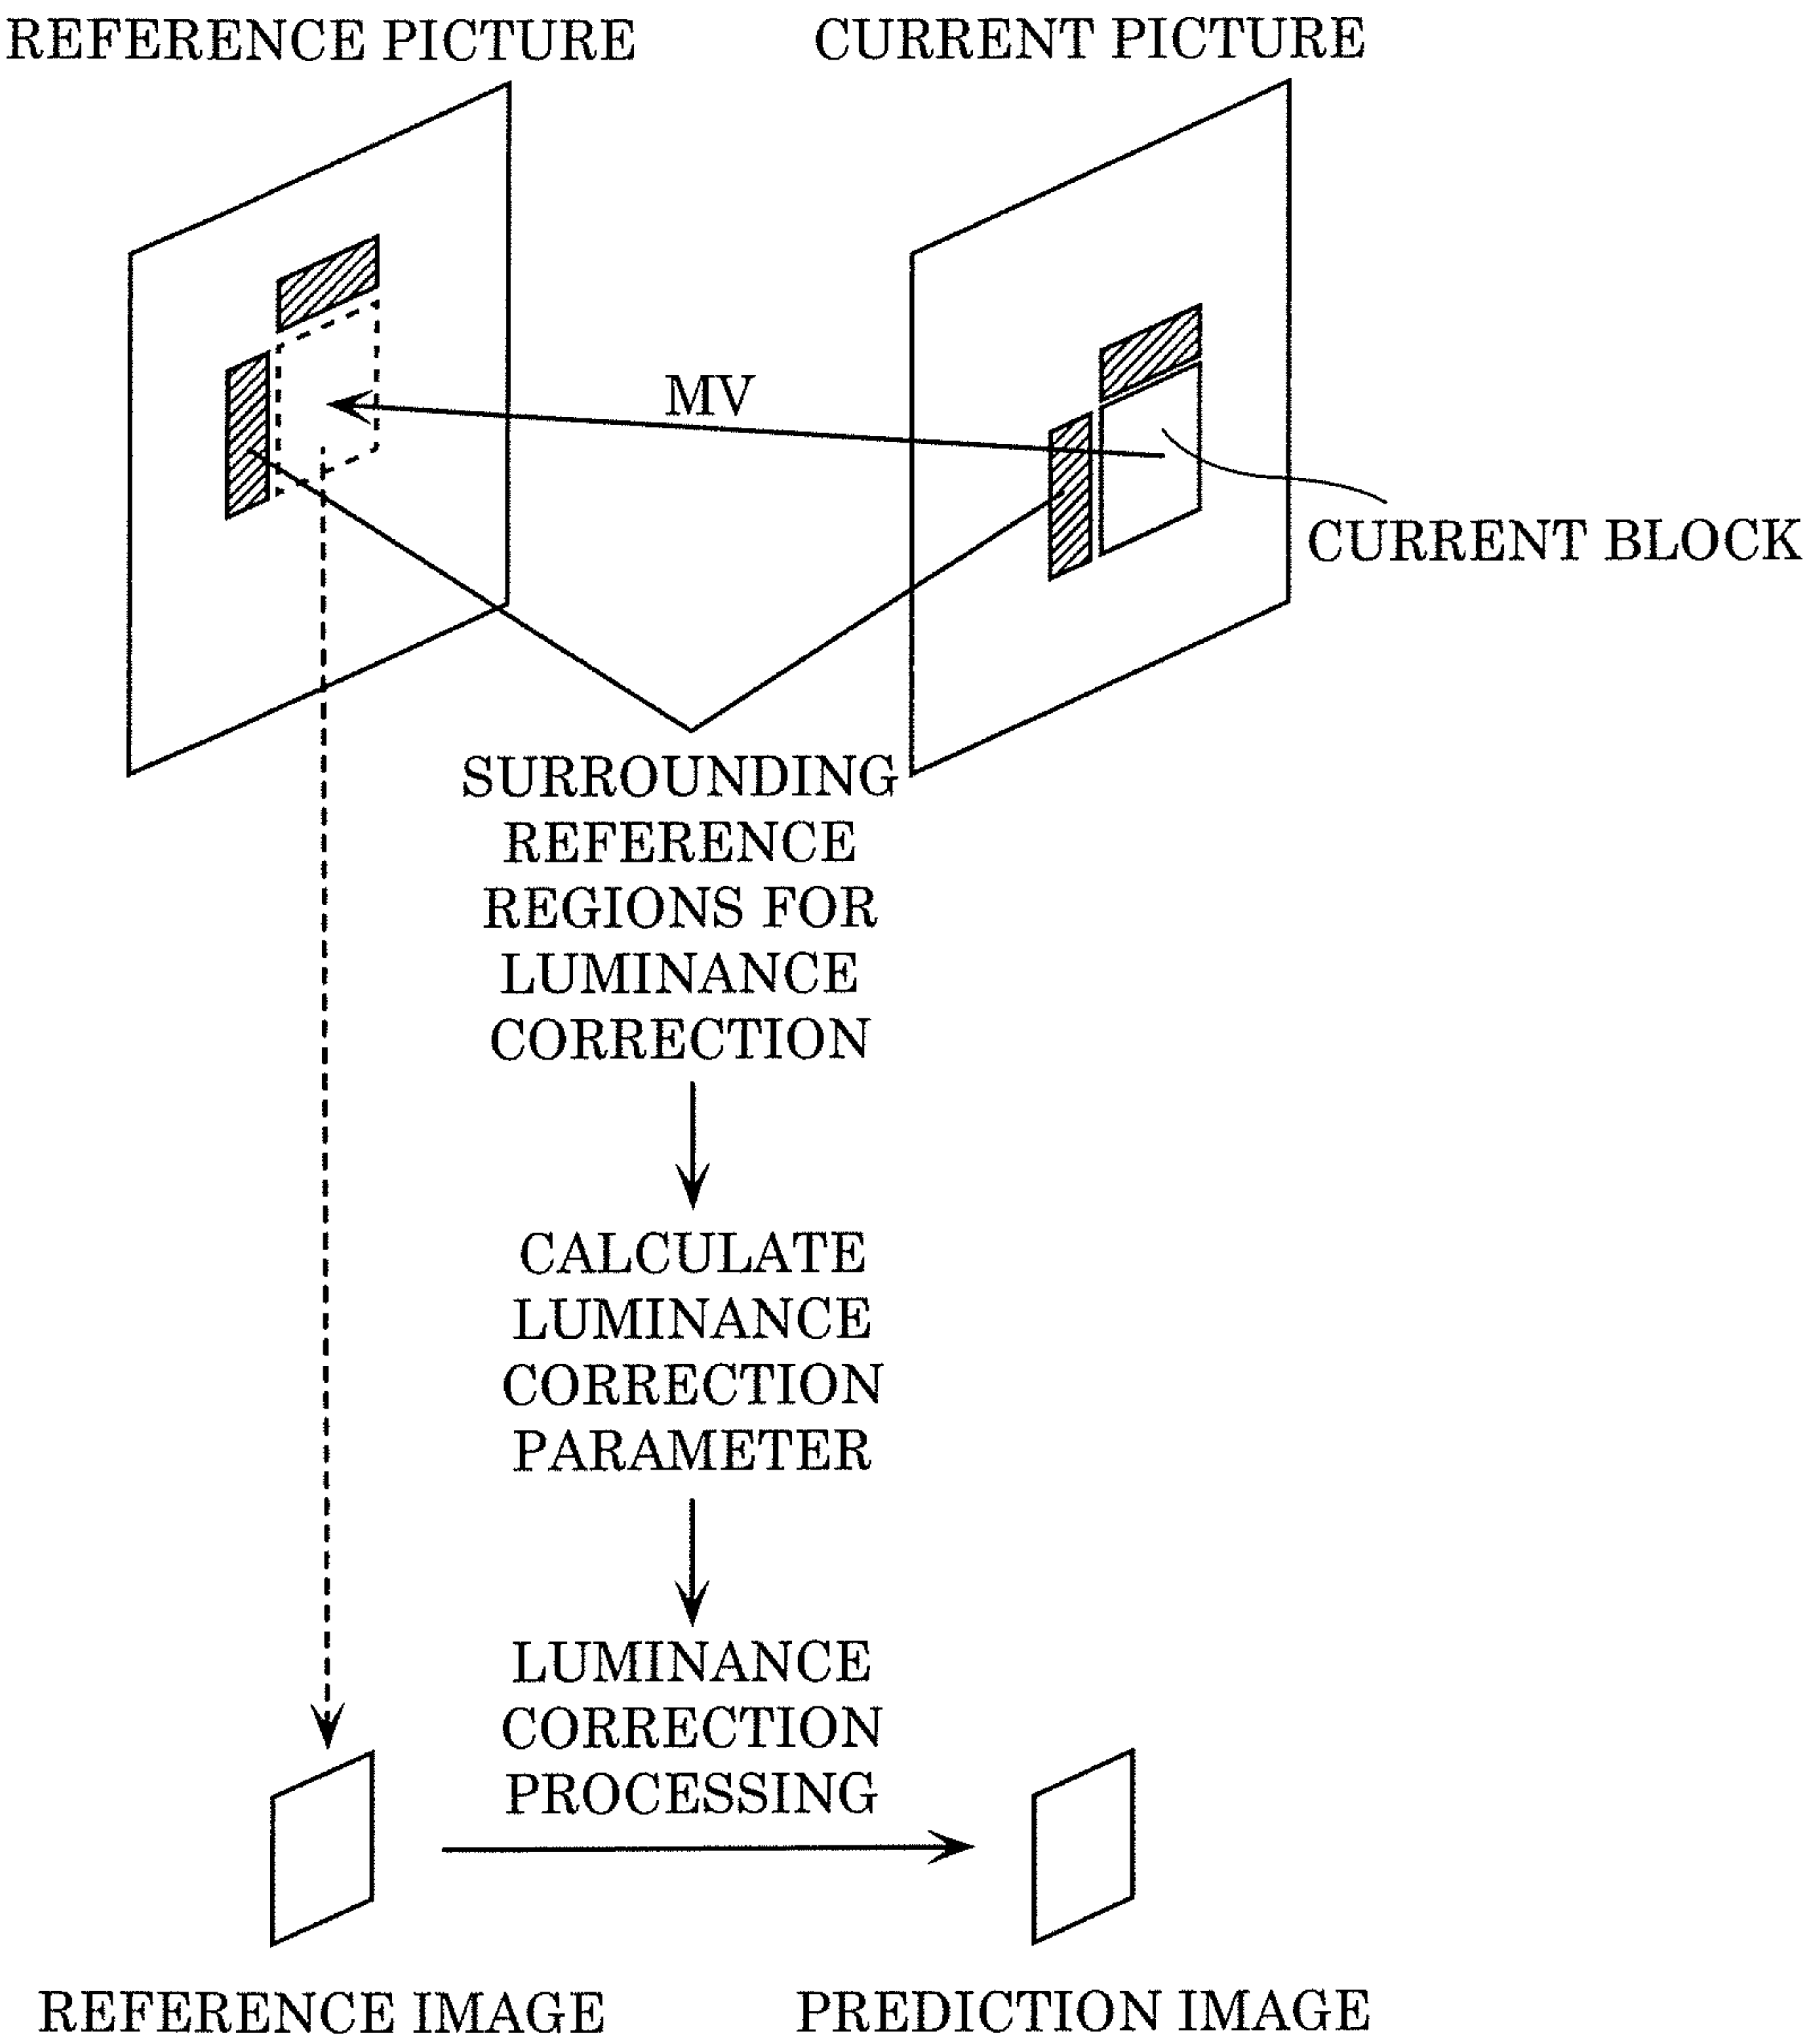 REFERENCE PICTURE
CURRENT PICTURE
MV
CURRENT BLOCK
SURROUNDING
REFERENCE
REGIONS FOR
LUMINANCE
CORRECTION
CALCULATE
LUMINANCE
CORRECTION
PARAMETER
LUMINANCE
CORRECTION
PROCESSING
REFERENCE IMAGE
PREDICTION IMAGE